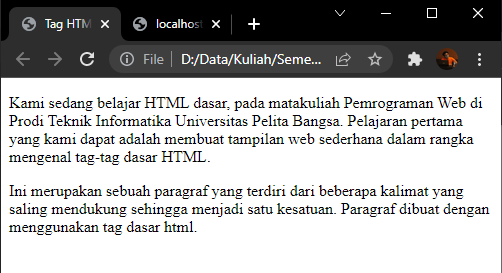 Tag HTM
localhost
File
D:/Data/Kuliah/Seme...
Kami sedang belajar HTML dasar, pada matakuliah Pemrograman Web di
Prodi Teknik Informatika Universitas Pelita Bangsa. Pelajaran pertama
yang kami dapat adalah membuat tampilan web sederhana dalam rangka
mengenal tag-tag dasar HTML.
Ini merupakan sebuah paragraf yang terdiri dari beberapa kalimat yang
saling mendukung sehingga menjadi satu kesatuan. Paragraf dibuat dengan
menggunakan tag dasar html.